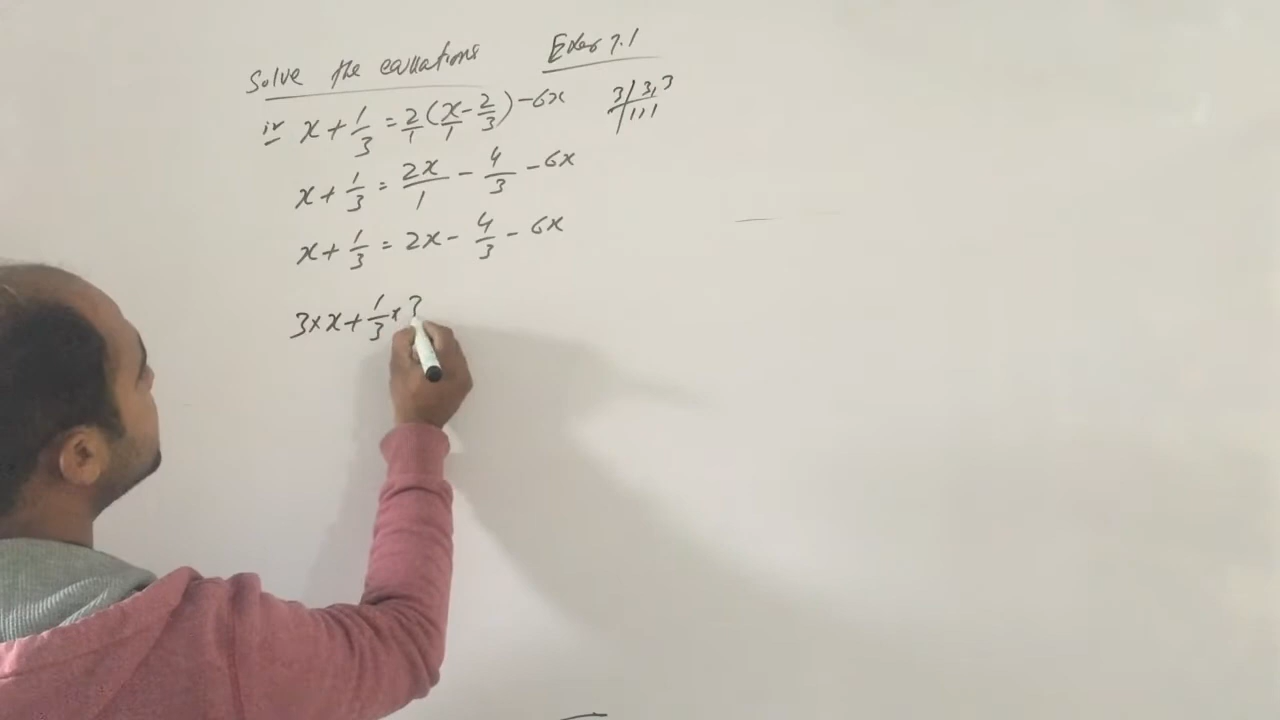 Solve the equations Exer 7.1
iv x + 1/3 = 2/1 (x/1 - 2/3) - 6x
3 | 3, 3
| 1, 1
x + 1/3 = 2x/1 - 4/3 - 6x
x + 1/3 = 2x - 4/3 - 6x
3 × x + 1/3 × 3